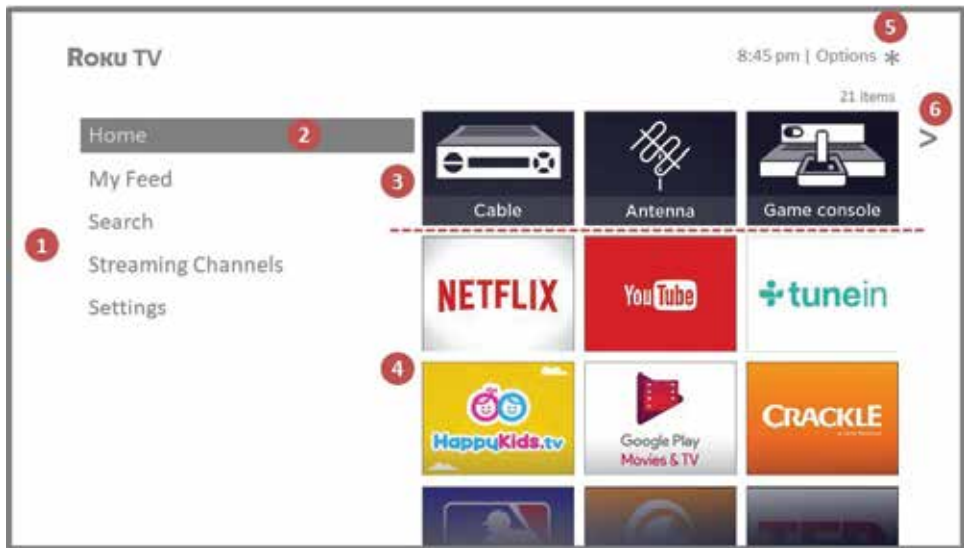 5
Roku TV
8:45 pm | Options *
21 items
6
>
Home 2
My Feed
Search
Streaming Channels
Settings
1
3
Cable
Antenna
Game console
NETFLIX
YouTube
tunein
4
HappyKids.tv
Google Play
Movies & TV
CRACKLE